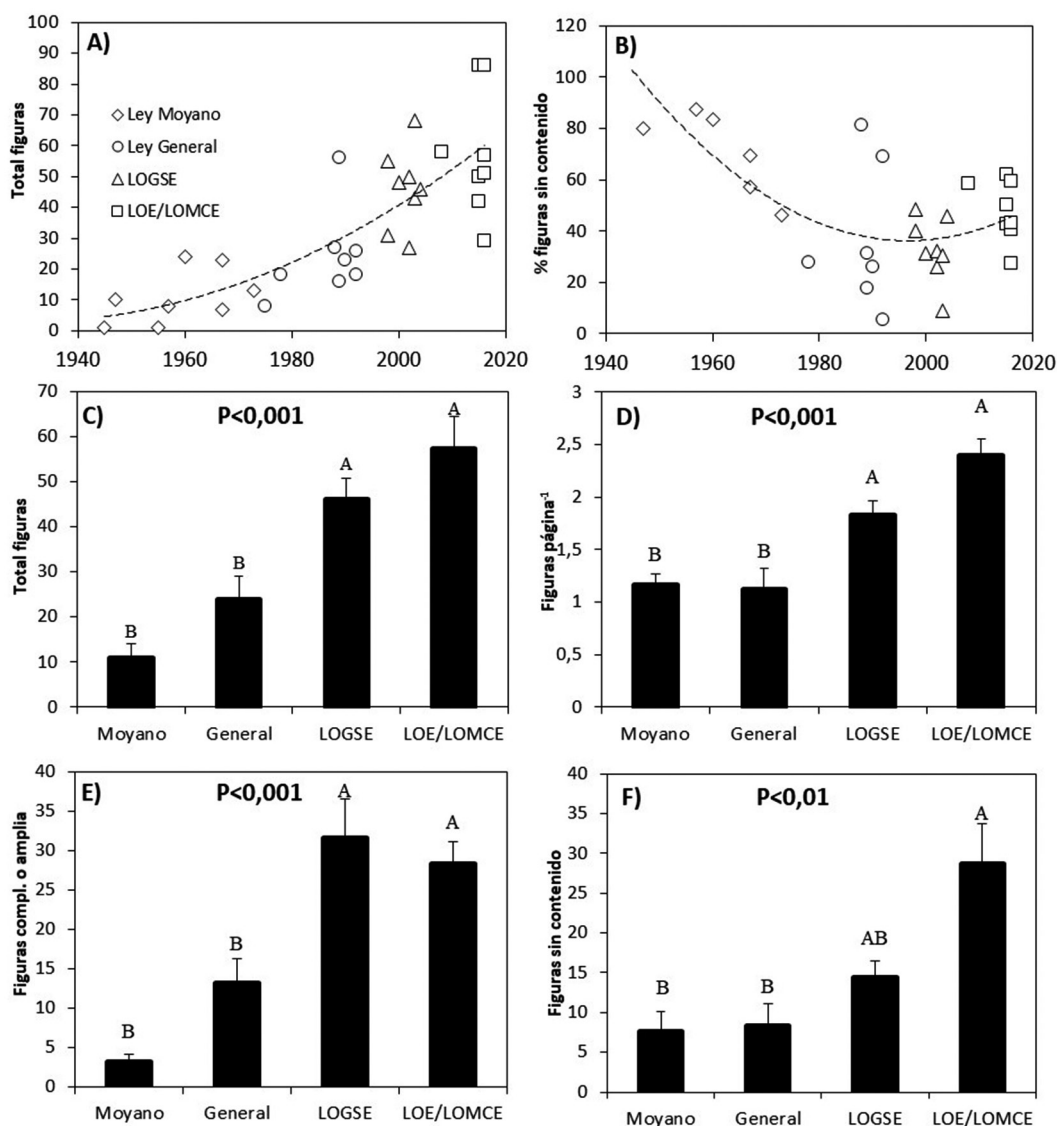 A)
Total figuras
100
90
80
70
60
50
40
30
20
10
0
◇ Ley Moyano
○ Ley General
△ LOGSE
□ LOE/LOMCE
1940 1960 1980 2000 2020
B)
% figuras sin contenido
120
100
80
60
40
20
0
1940 1960 1980 2000 2020
C)
P<0,001
Total figuras
70
60
50
40
30
20
10
0
B
B
A
A
Moyano General LOGSE LOE/LOMCE
D)
P<0,001
Figuras página⁻¹
3
2,5
2
1,5
1
0,5
0
B
B
A
A
Moyano General LOGSE LOE/LOMCE
E)
P<0,001
Figuras compl. o amplia
40
35
30
25
20
15
10
5
0
B
B
A
A
Moyano General LOGSE LOE/LOMCE
F)
P<0,01
Figuras sin contenido
40
35
30
25
20
15
10
5
0
B
B
AB
A
Moyano General LOGSE LOE/LOMCE